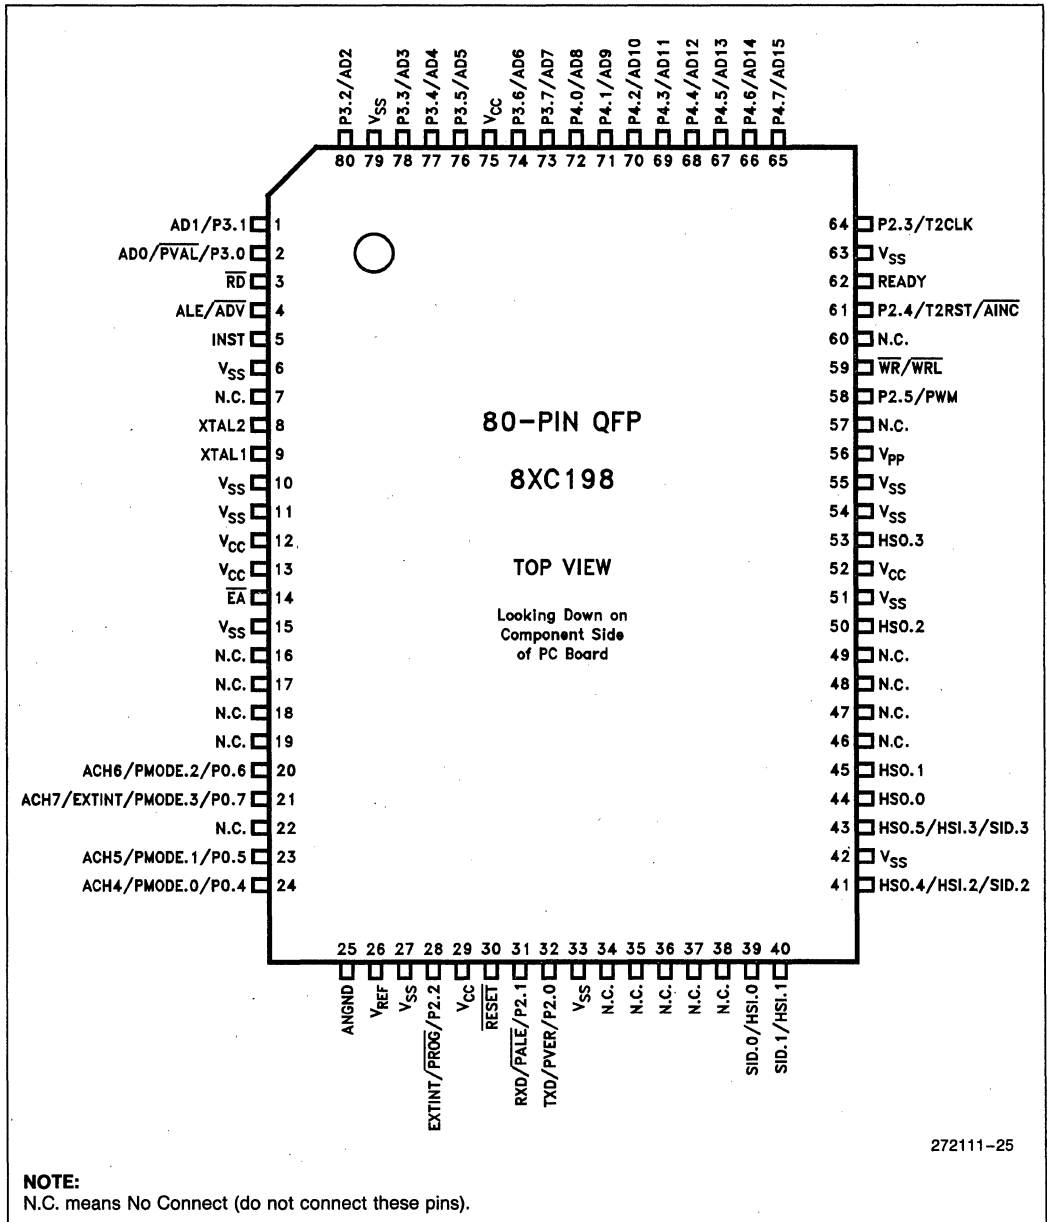 P3.2/AD2
VSS
P3.3/AD3
P3.4/AD4
P3.5/AD5
VCC
P3.6/AD6
P3.7/AD7
P4.0/AD8
P4.1/AD9
P4.2/AD10
P4.3/AD11
P4.4/AD12
P4.5/AD13
P4.6/AD14
P4.7/AD15
80 79 78 77 76 75 74 73 72 71 70 69 68 67 66 65
AD1/P3.1 1
AD0/PVAL/P3.0 2
RD 3
ALE/ADV 4
INST 5
VSS 6
N.C. 7
XTAL2 8
XTAL1 9
VSS 10
VSS 11
VCC 12
VCC 13
EA 14
VSS 15
N.C. 16
N.C. 17
N.C. 18
N.C. 19
ACH6/PMODE.2/P0.6 20
ACH7/EXTINT/PMODE.3/P0.7 21
N.C. 22
ACH5/PMODE.1/P0.5 23
ACH4/PMODE.0/P0.4 24
80-PIN QFP
8XC198
TOP VIEW
Looking Down on
Component Side
of PC Board
64 P2.3/T2CLK
63 VSS
62 READY
61 P2.4/T2RST/AINC
60 N.C.
59 WR/WRL
58 P2.5/PWM
57 N.C.
56 VPP
55 VSS
54 VSS
53 HSO.3
52 VCC
51 VSS
50 HSO.2
49 N.C.
48 N.C.
47 N.C.
46 N.C.
45 HSO.1
44 HSO.0
43 HSO.5/HSI.3/SID.3
42 VSS
41 HSO.4/HSI.2/SID.2
25 26 27 28 29 30 31 32 33 34 35 36 37 38 39 40
ANGND
VREF
VSS
EXTINT/PROG/P2.2
VCC
RESET
RXD/PALE/P2.1
TXD/PVER/P2.0
VSS
N.C.
N.C.
N.C.
N.C.
N.C.
SID.0/HSI.0
SID.1/HSI.1
272111-25
NOTE:
N.C. means No Connect (do not connect these pins).